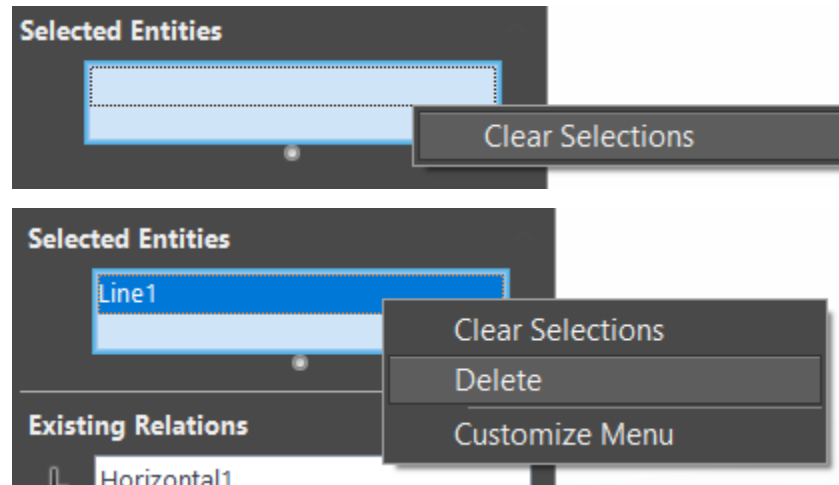 Selected Entities
Clear Selections
Selected Entities
Line1
Clear Selections
Delete
Customize Menu
Existing Relations
Horizontal1